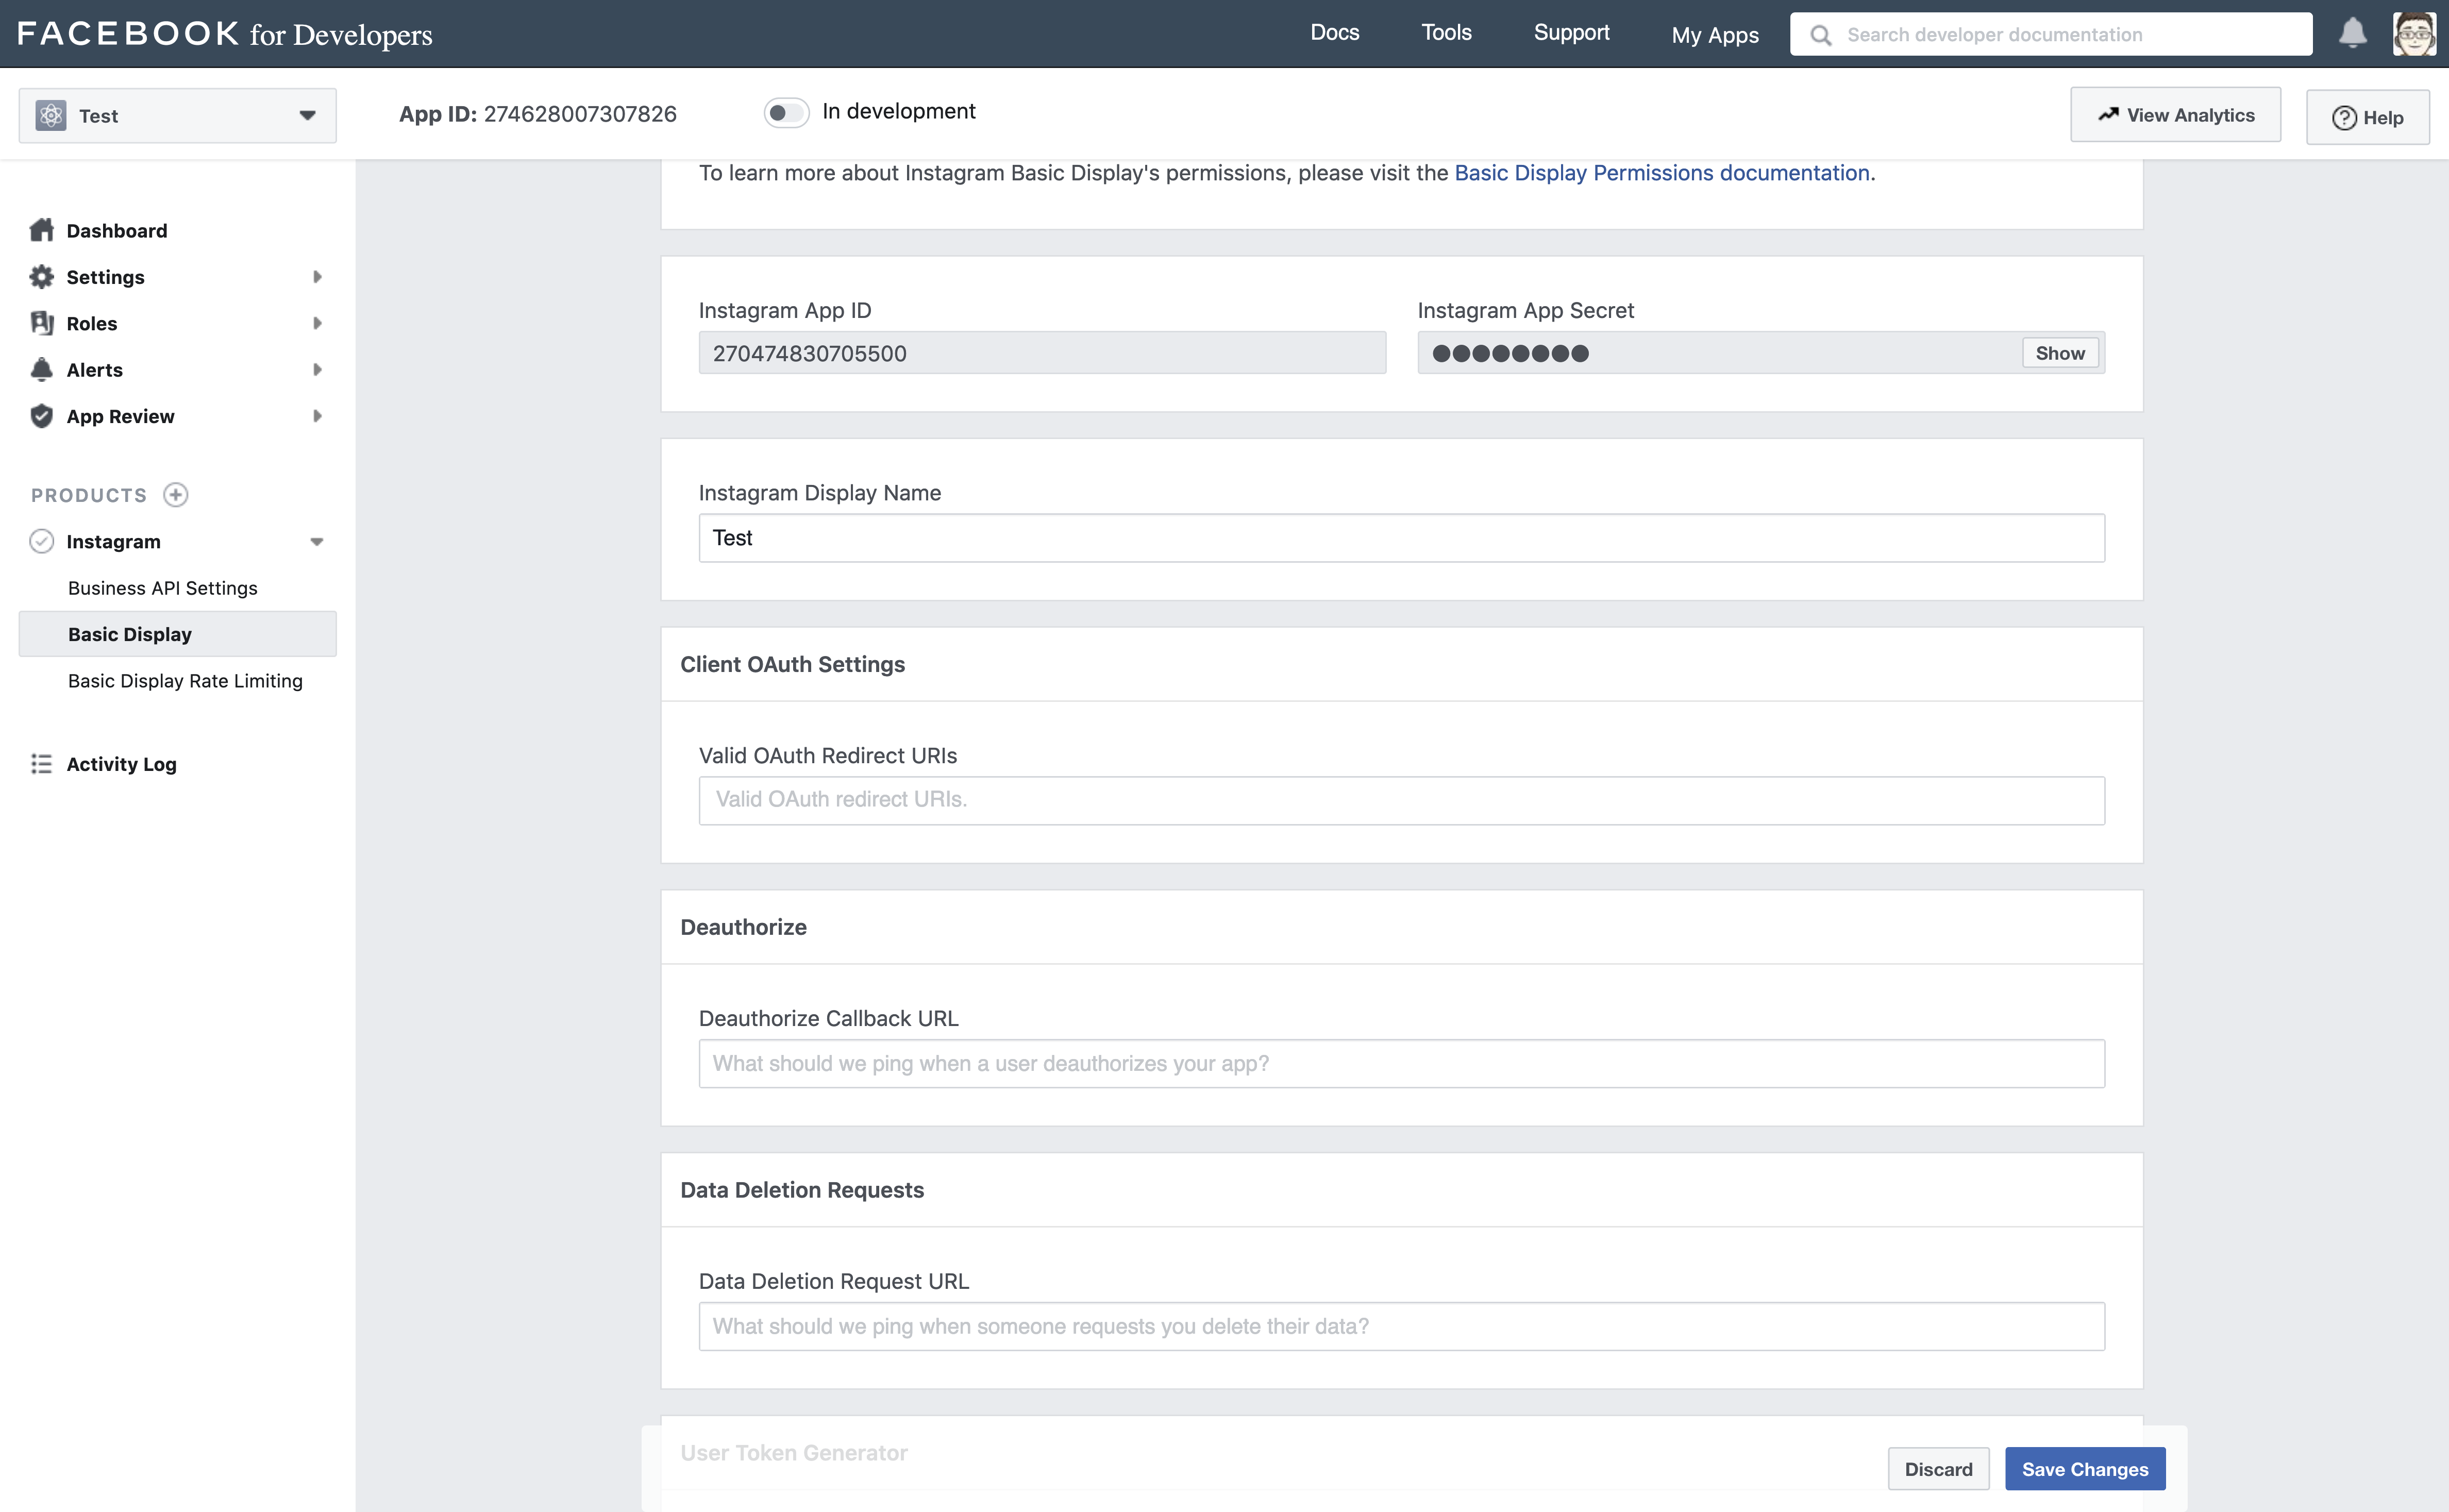 FACEBOOK for Developers
Docs
Tools
Support
My Apps
Search developer documentation
Test
App ID: 274628007307826
In development
View Analytics
Help
Dashboard
Settings
Roles
Alerts
App Review
PRODUCTS
Instagram
Business API Settings
Basic Display
Basic Display Rate Limiting
Activity Log
To learn more about Instagram Basic Display's permissions, please visit the Basic Display Permissions documentation.
Instagram App ID
270474830705500
Instagram App Secret
●●●●●●●●
Show
Instagram Display Name
Test
Client OAuth Settings
Valid OAuth Redirect URIs
Valid OAuth redirect URIs.
Deauthorize
Deauthorize Callback URL
What should we ping when a user deauthorizes your app?
Data Deletion Requests
Data Deletion Request URL
What should we ping when someone requests you delete their data?
User Token Generator
Discard
Save Changes